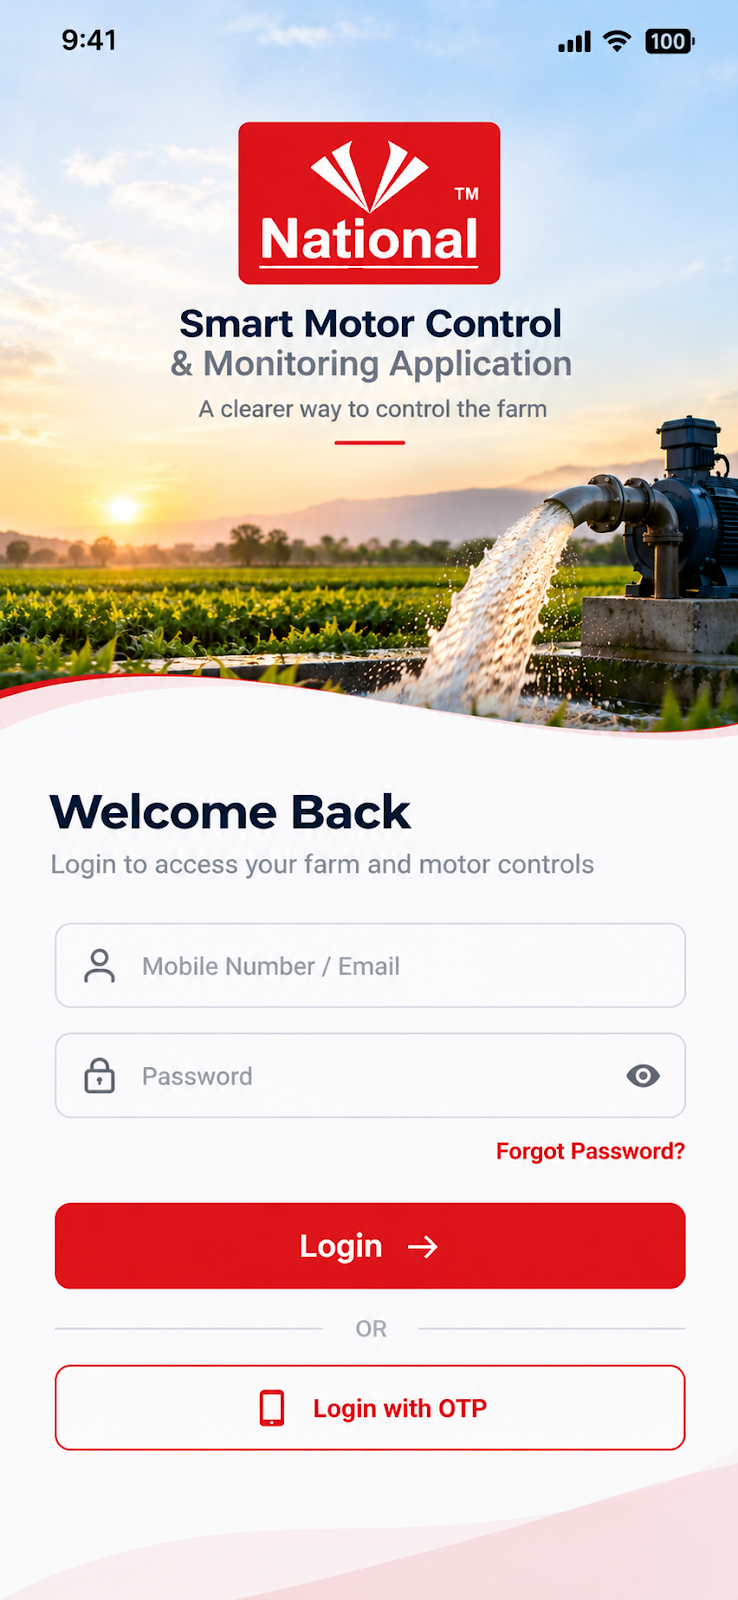 9:41
100
TM
National
Smart Motor Control
& Monitoring Application
A clearer way to control the farm
Welcome Back
Login to access your farm and motor controls
Mobile Number / Email
Password
Forgot Password?
Login →
OR
Login with OTP